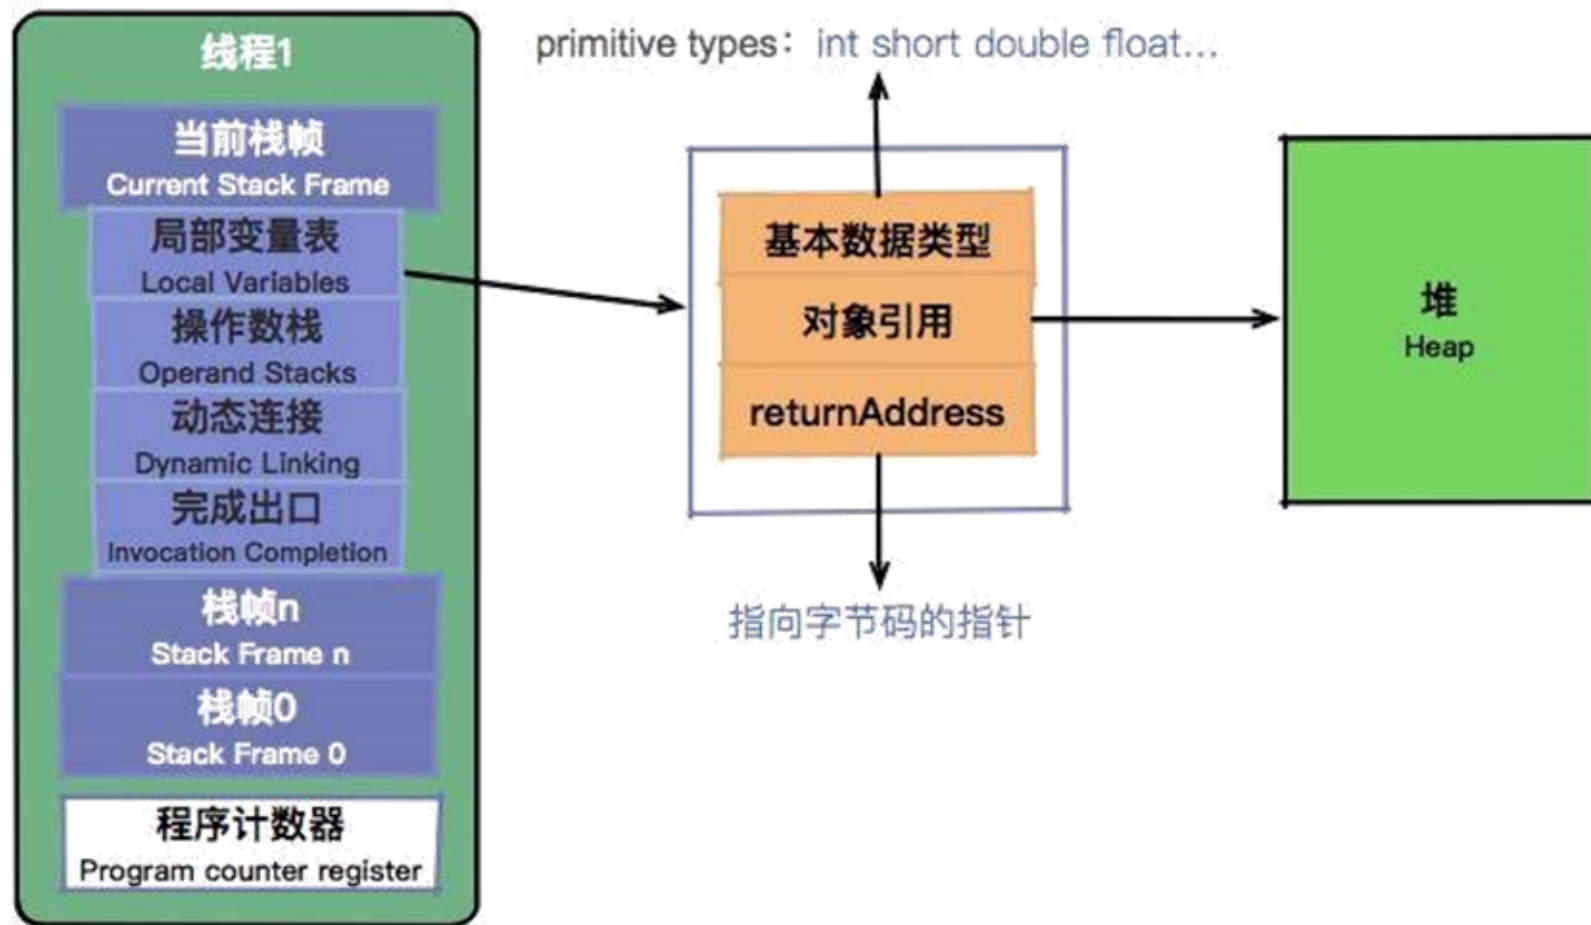 线程1
当前栈帧
Current Stack Frame
局部变量表
Local Variables
操作数栈
Operand Stacks
动态连接
Dynamic Linking
完成出口
Invocation Completion
栈帧n
Stack Frame n
栈帧0
Stack Frame 0
程序计数器
Program counter register
primitive types：int short double float...
基本数据类型
对象引用
returnAddress
指向字节码的指针
堆
Heap